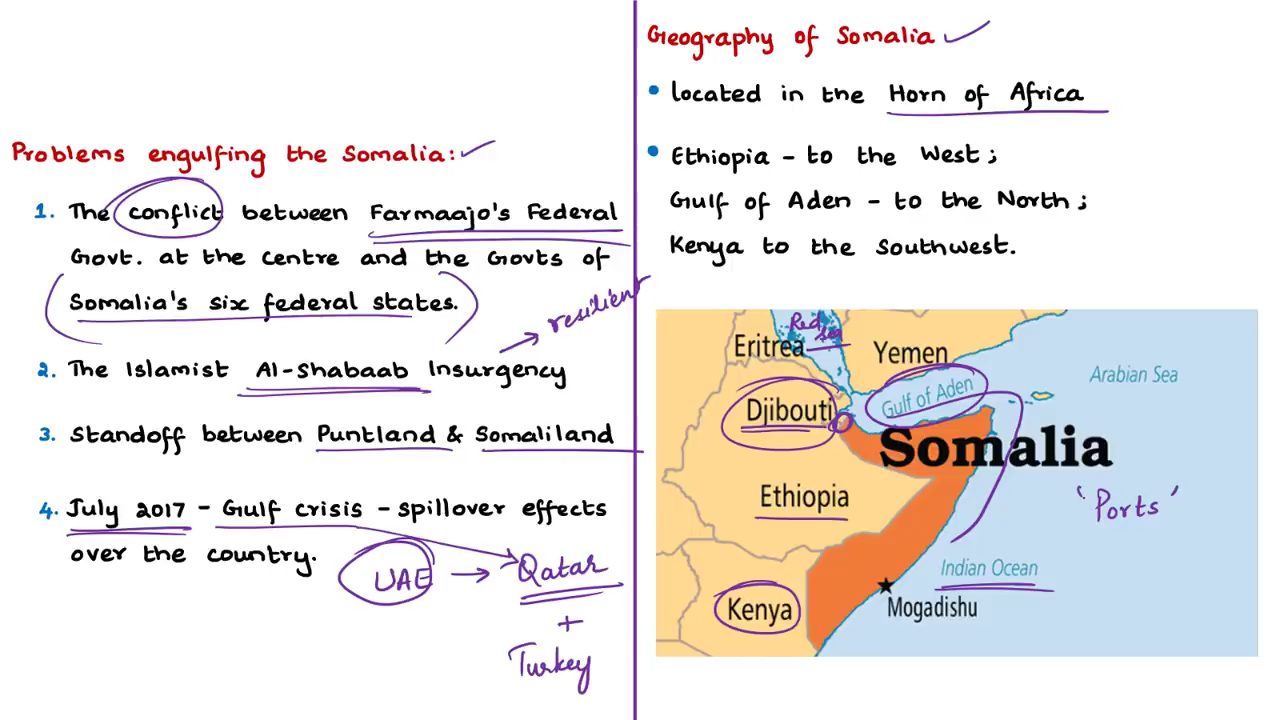 Problems engulfing the Somalia:
1. The conflict between Farmaajo's Federal
Govt. at the centre and the Govts of
Somalia's six federal states.
resilient
2. The Islamist Al-Shabaab Insurgency
3. Standoff between Puntland & Somaliland
4. July 2017 - Gulf crisis - spillover effects
over the country.
UAE → Qatar
+
Turkey
Geography of Somalia
• located in the Horn of Africa
• Ethiopia - to the West;
Gulf of Aden - to the North;
Kenya to the Southwest.
Red
Sea
Eritrea
Yemen
Arabian Sea
Djibouti
Gulf of Aden
Somalia
Ethiopia
'Ports'
Indian Ocean
Kenya
Mogadishu